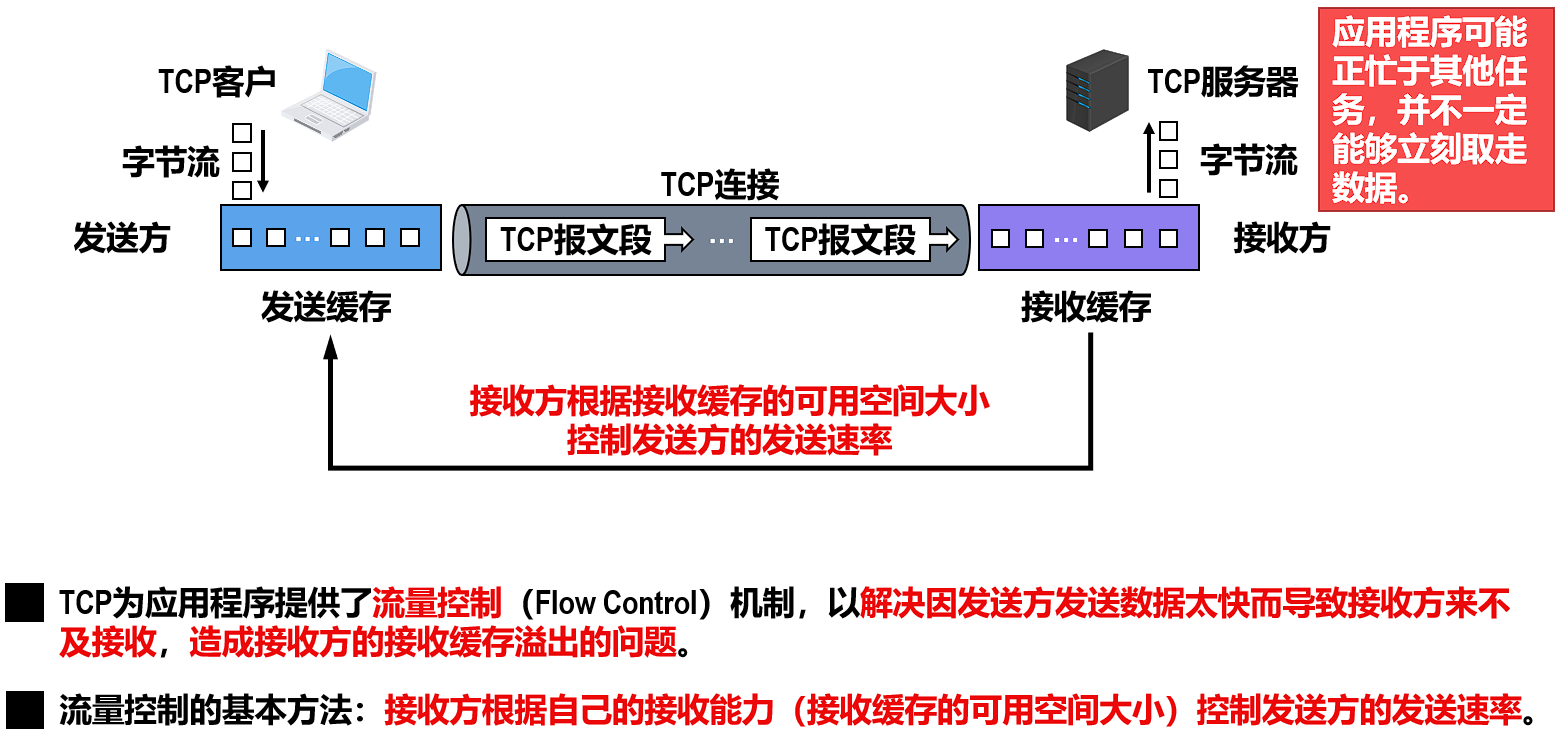 应用程序可能
正忙于其他任
务，并不一定
能够立刻取走
数据。
TCP客户
TCP服务器
字节流
字节流
TCP连接
发送方
…
TCP报文段
…
TCP报文段
…
接收方
发送缓存
接收缓存
接收方根据接收缓存的可用空间大小
控制发送方的发送速率
TCP为应用程序提供了流量控制（Flow Control）机制，以解决因发送方发送数据太快而导致接收方来不
及接收，造成接收方的接收缓存溢出的问题。
流量控制的基本方法：接收方根据自己的接收能力（接收缓存的可用空间大小）控制发送方的发送速率。